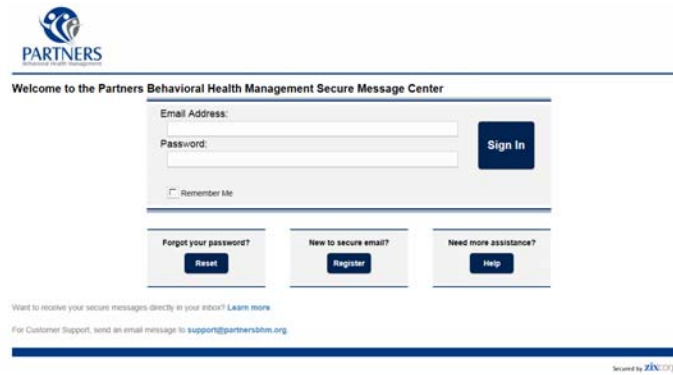 PARTNERS
Behavioral Health Management
Welcome to the Partners Behavioral Health Management Secure Message Center
Email Address:
Password:
Sign In
Remember Me
Forgot your password? New to secure email? Need more assistance?
Reset Register Help
Want to receive your secure messages directly in your inbox? Learn more
For Customer Support, send an email message to support@partnersbhm.org.
Secured by zixcorp